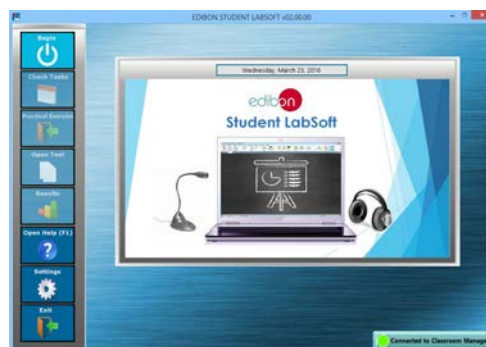 EDIBON STUDENT LABSOFT v02.00.00
Begin
Check Tasks
Practical Exercise
Open Tool
Results
Open Help (F1)
Settings
Exit
Wednesday, March 23, 2016
edibon
Student LabSoft
Connected to Classroom Manage